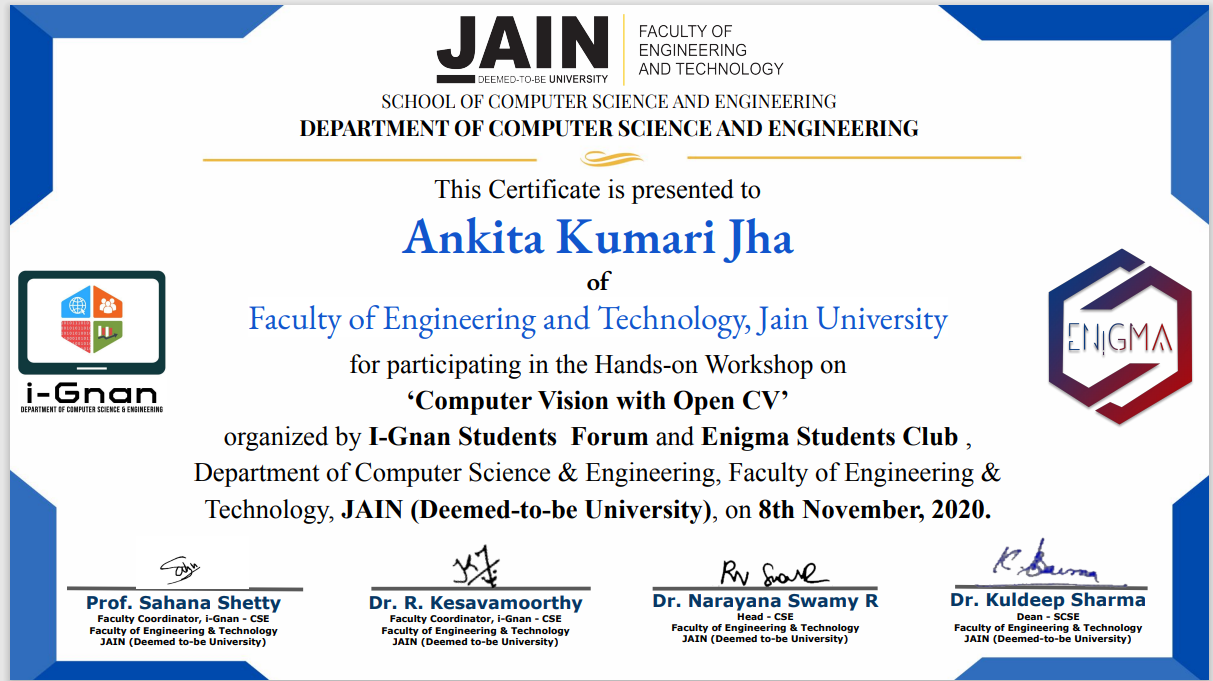 JAIN
DEEMED-TO-BE UNIVERSITY
FACULTY OF
ENGINEERING
AND TECHNOLOGY
SCHOOL OF COMPUTER SCIENCE AND ENGINEERING
DEPARTMENT OF COMPUTER SCIENCE AND ENGINEERING
This Certificate is presented to
Ankita Kumari Jha
of
Faculty of Engineering and Technology, Jain University
for participating in the Hands-on Workshop on
‘Computer Vision with Open CV’
organized by I-Gnan Students Forum and Enigma Students Club ,
Department of Computer Science & Engineering, Faculty of Engineering &
Technology, JAIN (Deemed-to-be University), on 8th November, 2020.
i-Gnan
DEPARTMENT OF COMPUTER SCIENCE & ENGINEERING
ENIGMA
Prof. Sahana Shetty
Faculty Coordinator, i-Gnan - CSE
Faculty of Engineering & Technology
JAIN (Deemed to-be University)
Dr. R. Kesavamoorthy
Faculty Coordinator, i-Gnan - CSE
Faculty of Engineering & Technology
JAIN (Deemed to-be University)
Dr. Narayana Swamy R
Head - CSE
Faculty of Engineering & Technology
JAIN (Deemed to-be University)
Dr. Kuldeep Sharma
Dean - SCSE
Faculty of Engineering & Technology
JAIN (Deemed-to-be University)